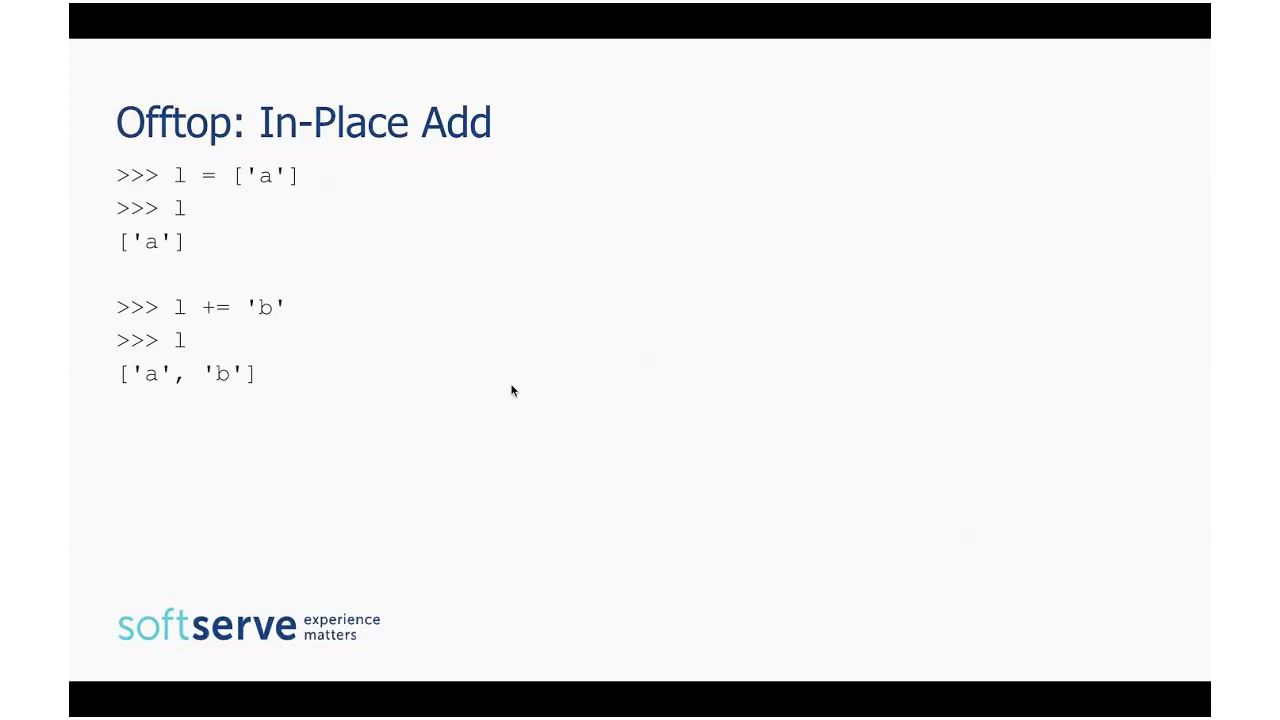 Offtop: In-Place Add
>>> l = ['a']
>>> l
['a']
>>> l += 'b'
>>> l
['a', 'b']
softserve experience matters